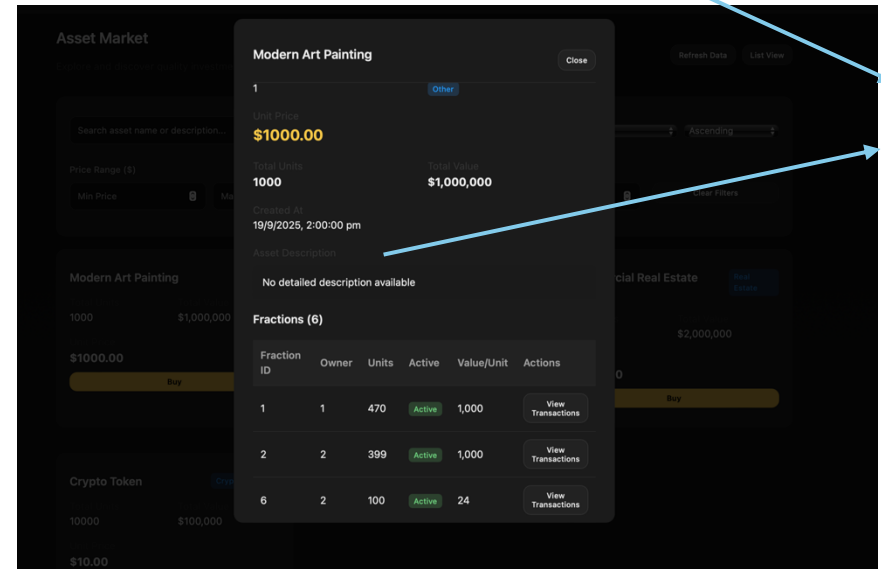 Asset Market
Refresh Data
List View
Modern Art Painting
Close
1
Other
Unit Price
$1000.00
Total Units
Total Value
1000
$1,000,000
Created At
19/9/2025, 2:00:00 pm
Asset Description
No detailed description available
Fractions (6)
Fraction ID
Owner
Units
Active
Value/Unit
Actions
1
1
470
Active
1,000
View Transactions
2
2
399
Active
1,000
View Transactions
6
2
100
Active
24
View Transactions
Search asset name or description...
Ascending
Price Range ($)
Min Price
Clear Filters
Modern Art Painting
1000
$1,000,000
$1000.00
Buy
Real Estate
Real Estate
$2,000,000
Buy
Crypto Token
10000
$100,000
$10.00